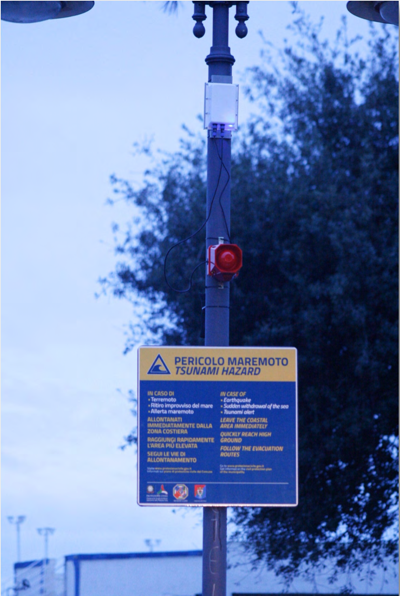 PERICOLO MAREMOTO
TSUNAMI HAZARD
IN CASO DI
• Terremoto
• Ritiro improvviso del mare
• Allerta maremoto
ALLONTANATI
IMMEDIATAMENTE DALLA
ZONA COSTIERA
RAGGIUNGI RAPIDAMENTE
L'AREA PIÙ ELEVATA
SEGUI LE VIE DI
ALLONTANAMENTO
IN CASE OF
• Earthquake
• Sudden withdrawal of the sea
• Tsunami alert
LEAVE THE COASTAL
AREA IMMEDIATELY
QUICKLY REACH HIGH
GROUND
FOLLOW THE EVACUATION
ROUTES